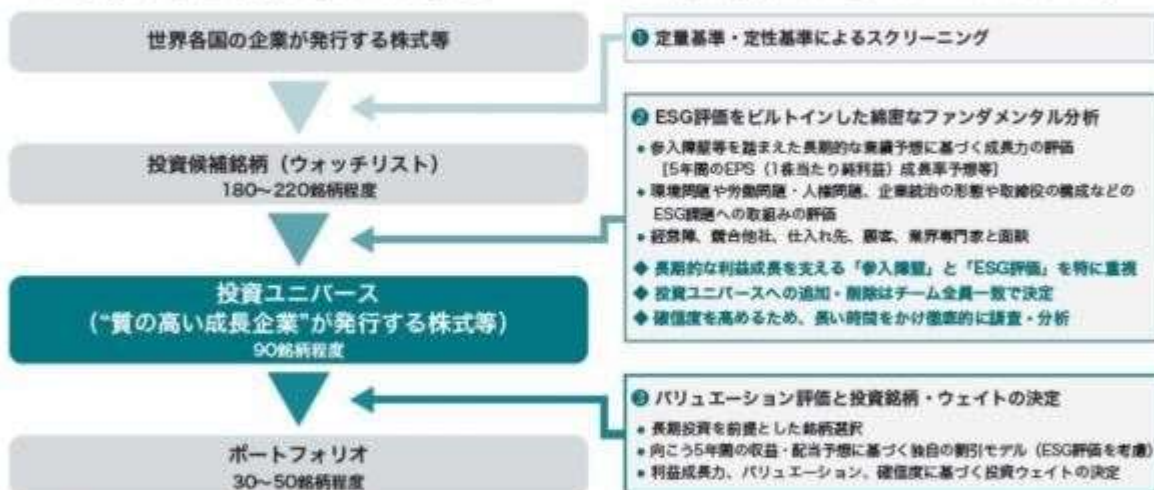 世界各国の企業が発行する株式等
❶ 定量基準・定性基準によるスクリーニング
投資候補銘柄（ウォッチリスト）
180～220銘柄程度
❷ ESG評価をビルトインした綿密なファンダメンタル分析
• 参入障壁等を踏まえた長期的な業績予想に基づく成長力の評価
［5年間のEPS（1株当たり純利益）成長率予想等］
• 環境問題や労働問題・人権問題、企業統治の形態や取締役の構成などの
ESG課題への取組みの評価
• 経営陣、競合他社、仕入れ先、顧客、業界専門家と面談
◆ 長期的な利益成長を支える「参入障壁」と「ESG評価」を特に重視
◆ 投資ユニバースへの追加・削除はチーム全員一致で決定
◆ 確信度を高めるため、長い時間をかけ徹底的に調査・分析
投資ユニバース
（“質の高い成長企業”が発行する株式等）
90銘柄程度
❸ バリュエーション評価と投資銘柄・ウェイトの決定
• 長期投資を前提とした銘柄選択
• 向こう5年間の収益・配当予想に基づく独自の割引モデル（ESG評価を考慮）
• 利益成長力、バリュエーション、確信度に基づく投資ウェイトの決定
ポートフォリオ
30～50銘柄程度